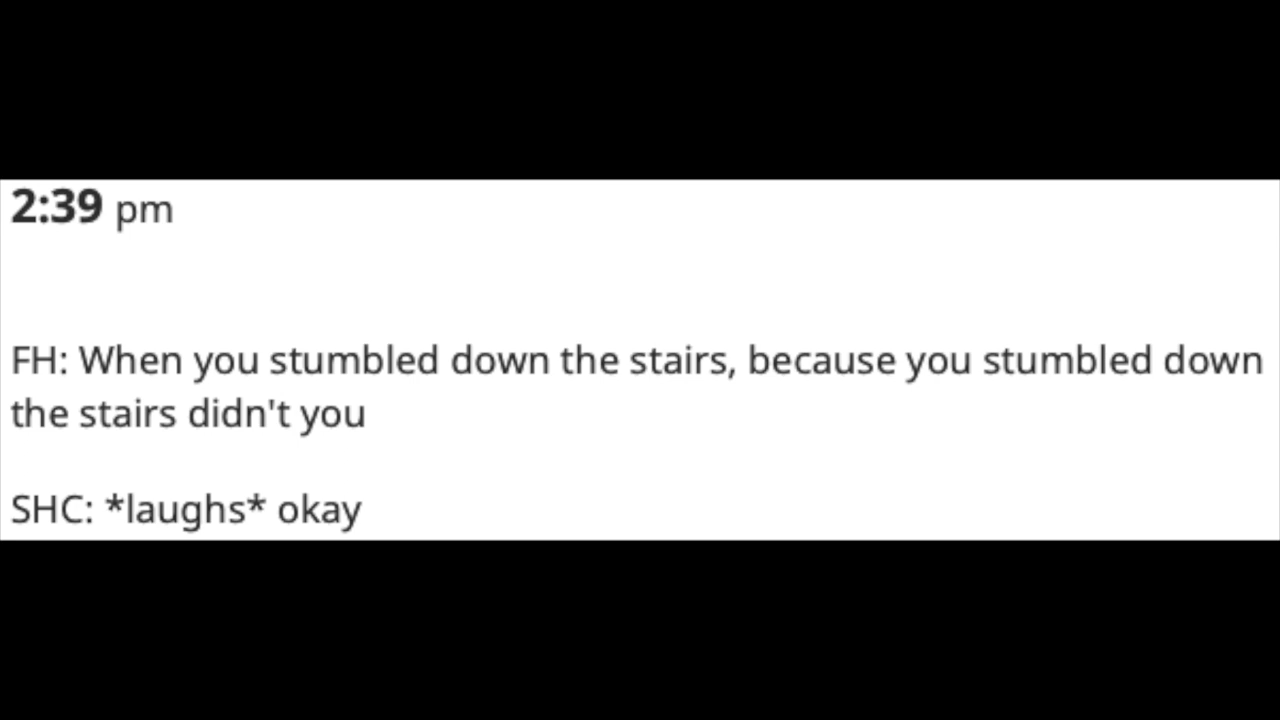 2:39 pm
FH: When you stumbled down the stairs, because you stumbled down
the stairs didn't you
SHC: *laughs* okay